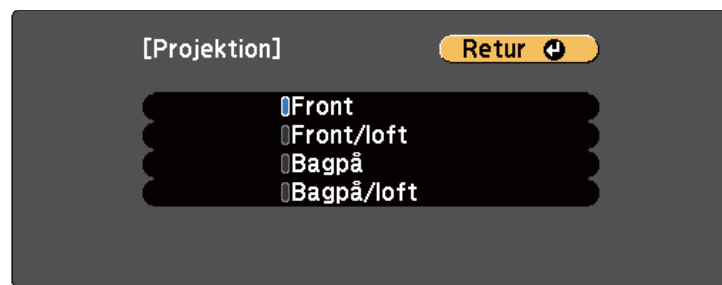 [Projektion] Retur
Front
Front/loft
Bagpå
Bagpå/loft